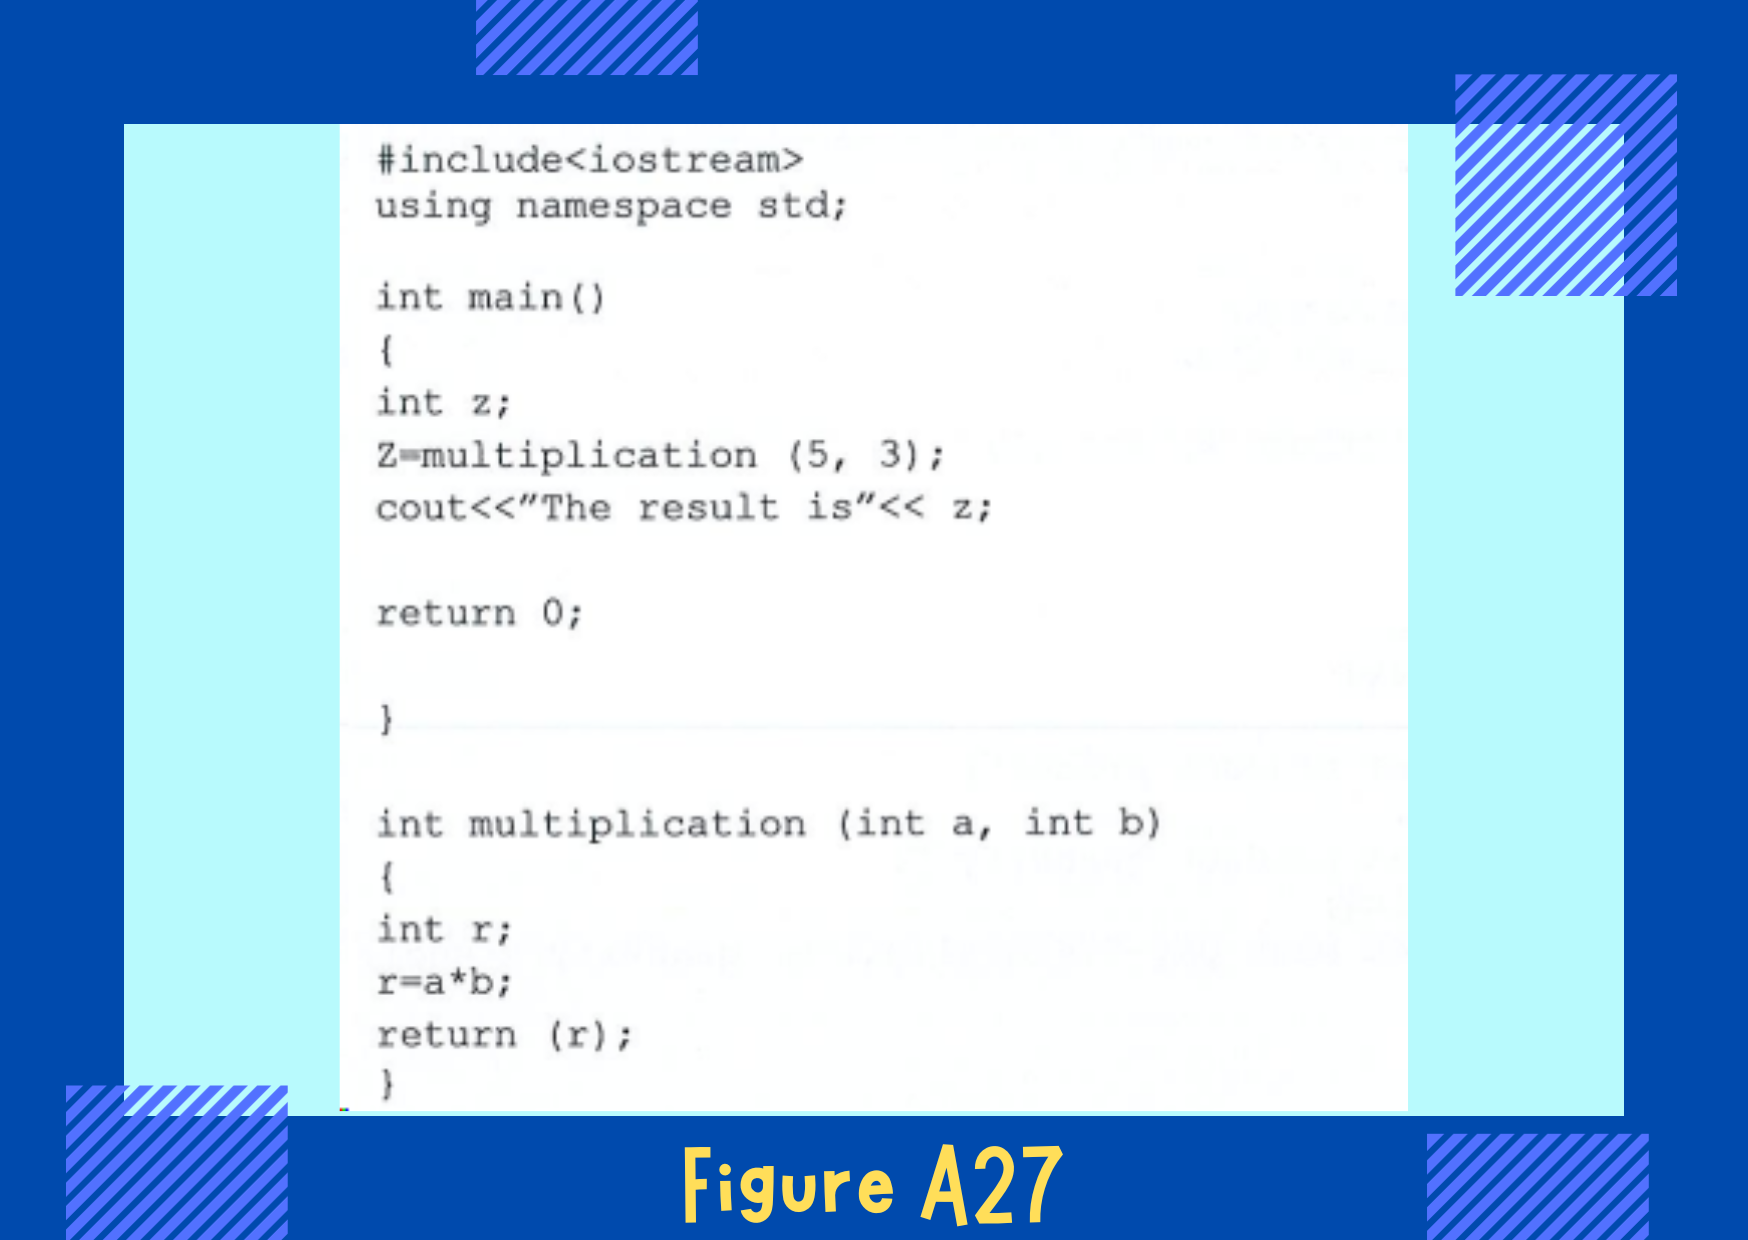 #include<iostream>
using namespace std;
int main()
{
int z;
Z=multiplication (5, 3);
cout<<”The result is”<< z;
return 0;
}
int multiplication (int a, int b)
{
int r;
r=a*b;
return (r);
}
Figure A27